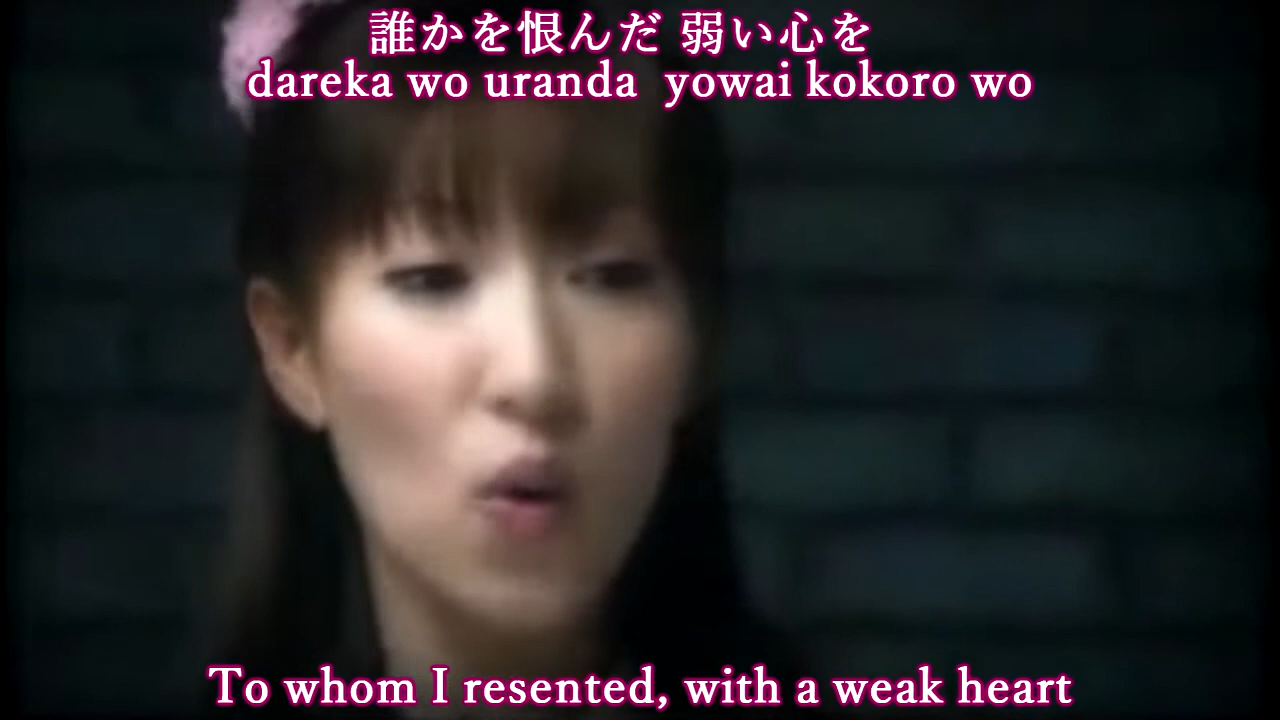 誰かを恨んだ 弱い心を
dareka wo uranda yowai kokoro wo
To whom I resented, with a weak heart